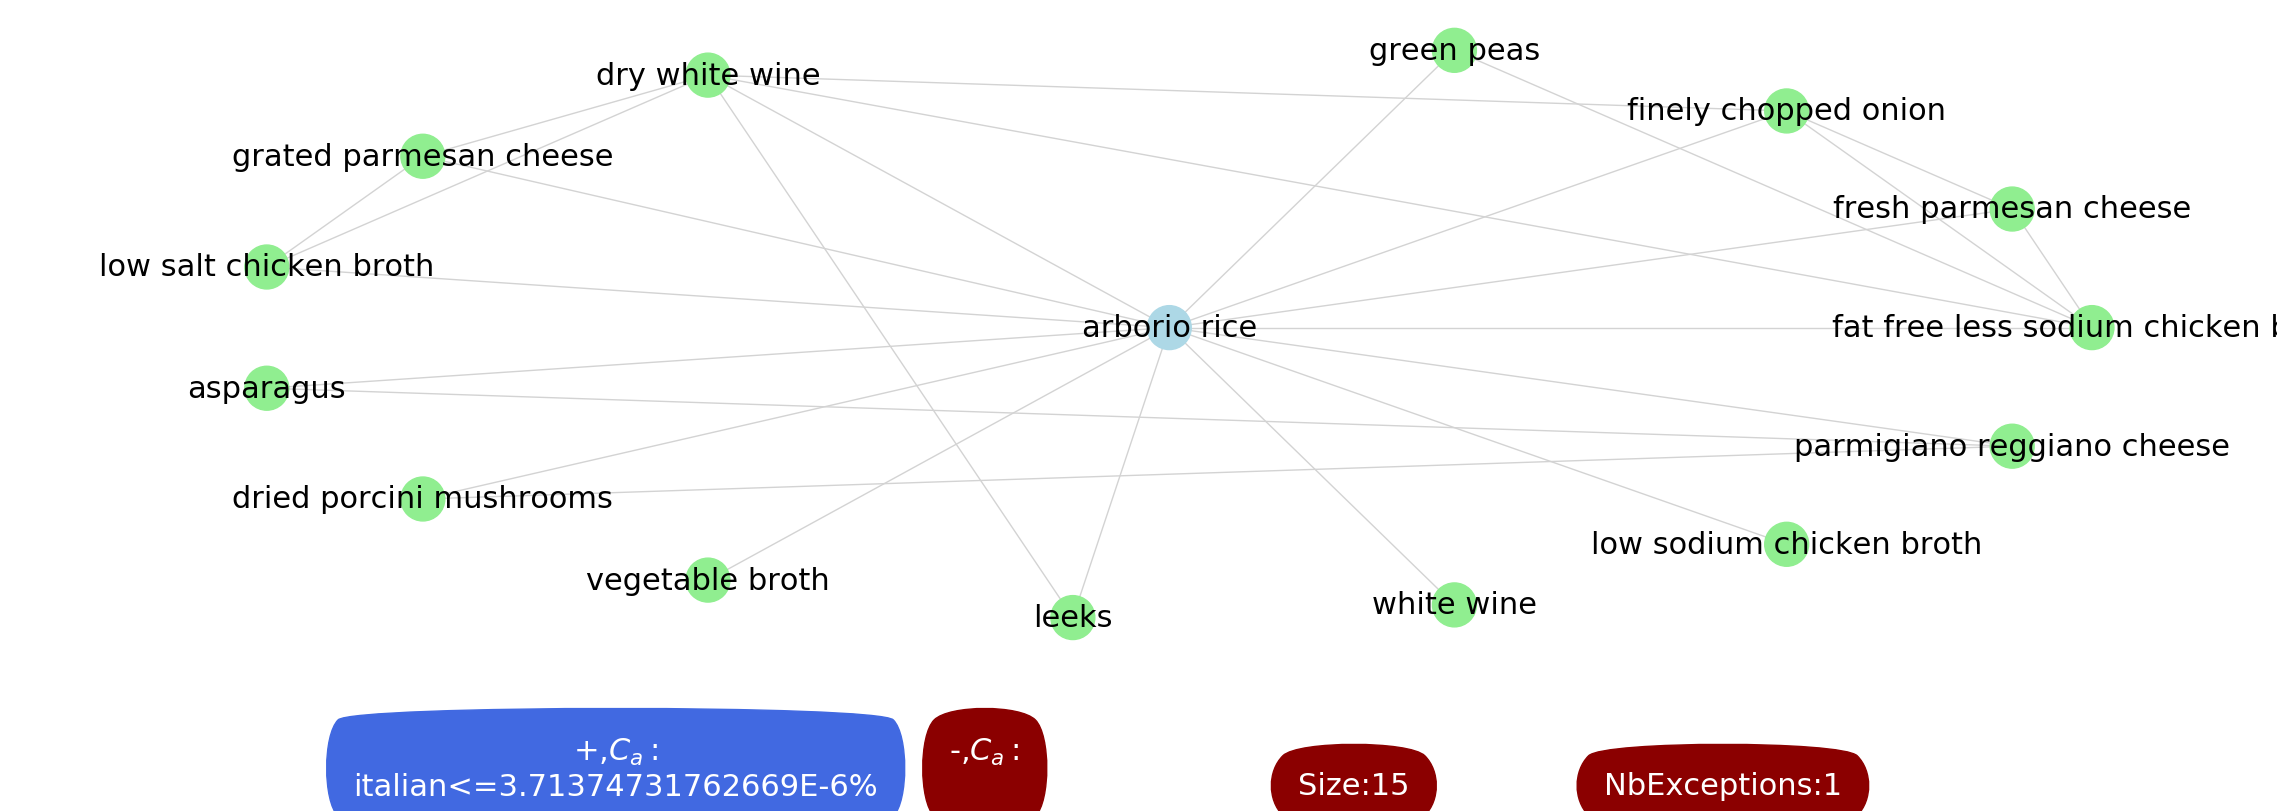 green peas
dry white wine
finely chopped onion
grated parmesan cheese
fresh parmesan cheese
low salt chicken broth
arborio rice
fat free less sodium chicken
asparagus
parmigiano reggiano cheese
dried porcini mushrooms
low sodium chicken broth
vegetable broth
white wine
leeks
+,Ca :
italian<=3.71374731762669E-6%
-,Ca :
Size:15
NbExceptions:1